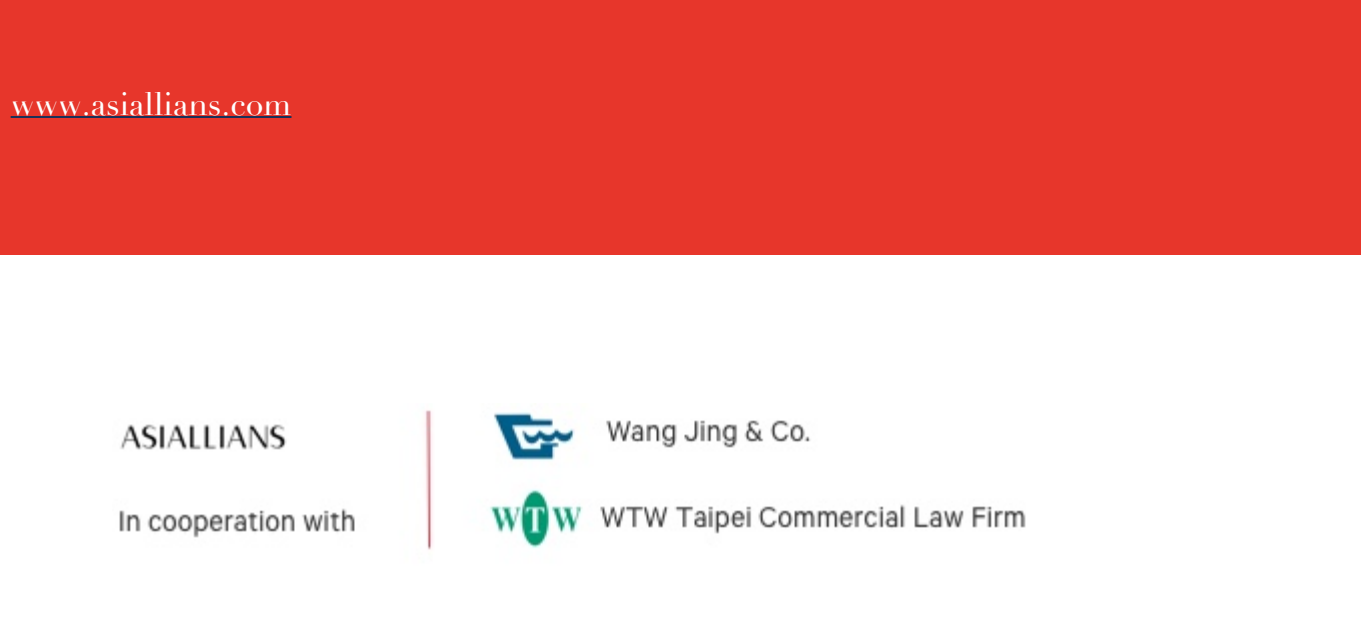 www.asiallians.com
ASIALLIANS
In cooperation with
Wang Jing & Co.
WTW WTW Taipei Commercial Law Firm